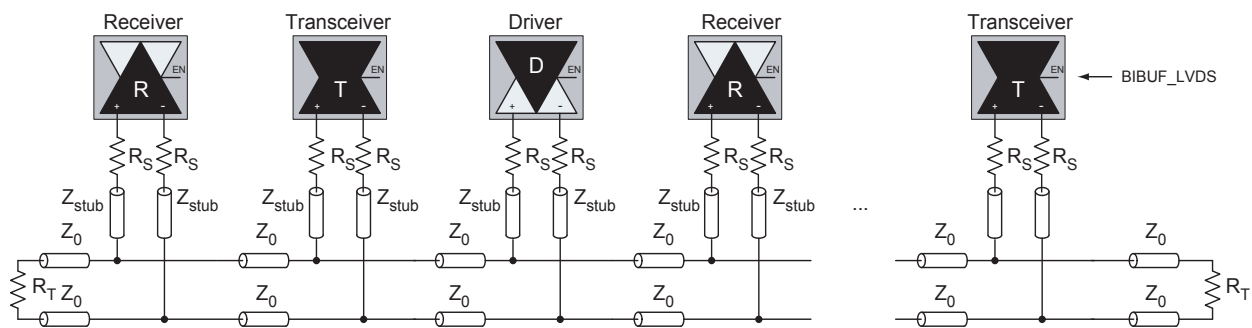 Receiver Transceiver Driver Receiver Transceiver
R EN T EN D EN R EN T EN BIBUF_LVDS
+ - + - + - + - + -
RS RS RS RS RS RS RS RS RS RS
Zstub Zstub Zstub Zstub Zstub Zstub Zstub Zstub ...
Z0 Z0 Z0 Z0 Z0 Z0
RT RT
Z0 Z0 Z0 Z0 Z0 Z0